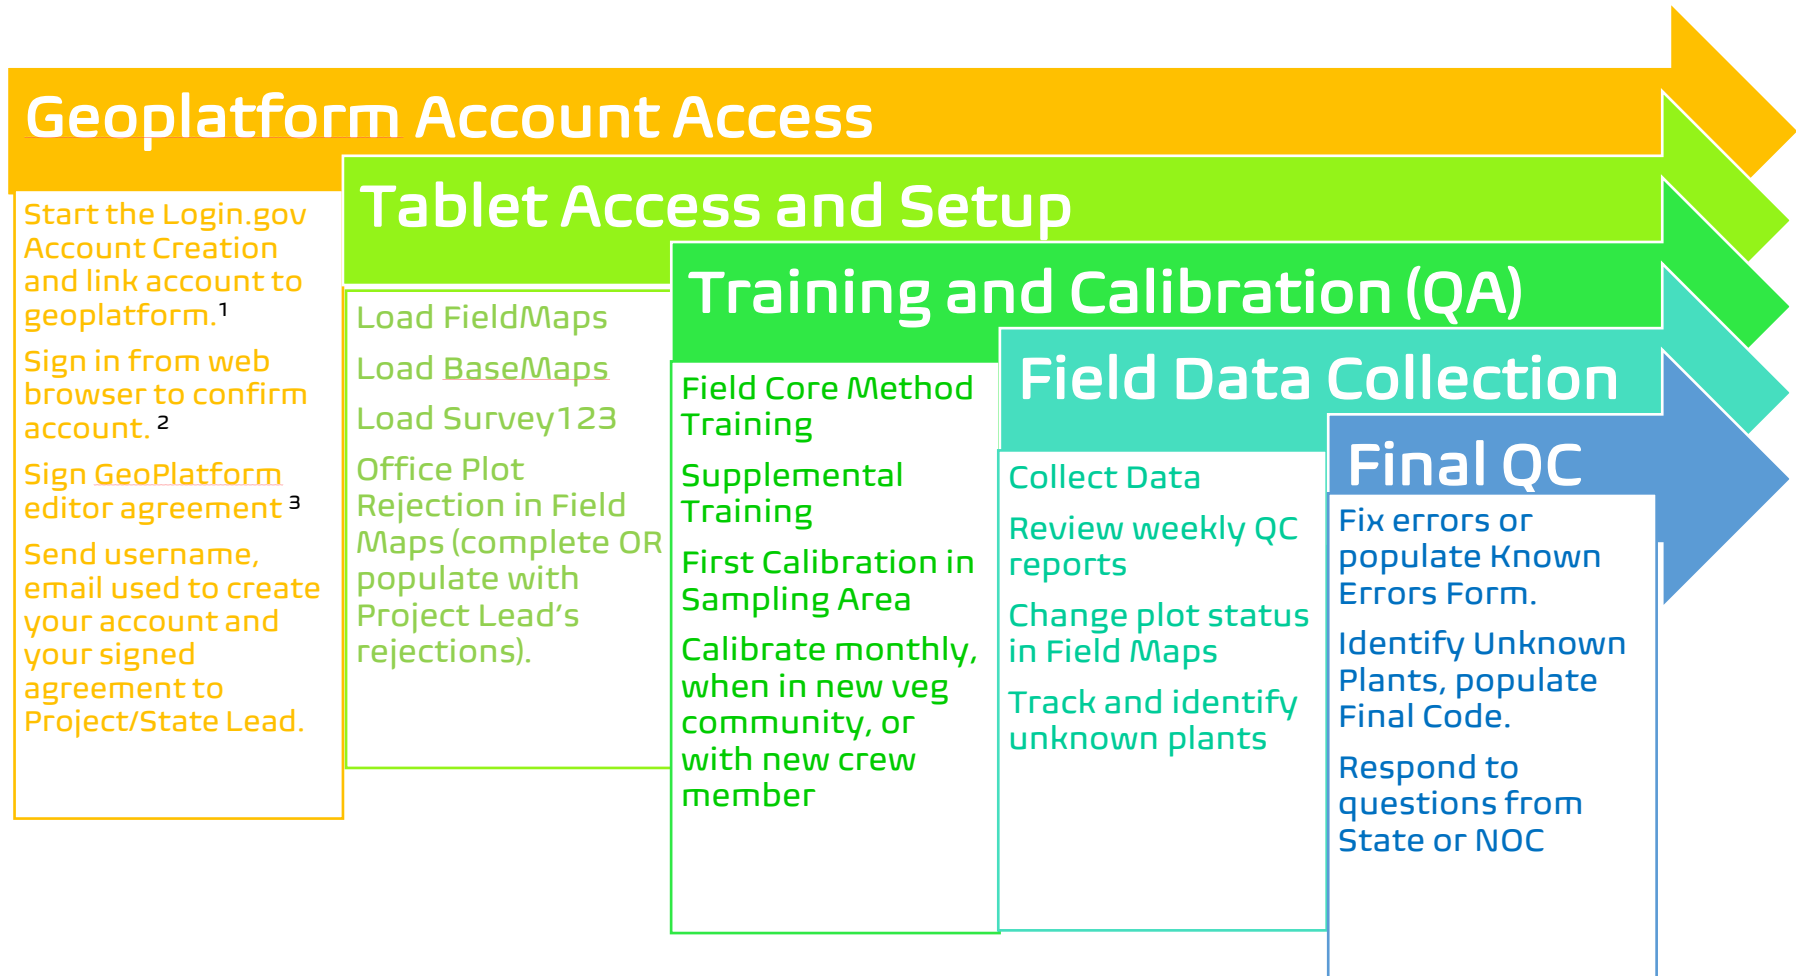 Geoplatform Account Access
Start the Login.gov
Account Creation
and link account to
geoplatform.1
Sign in from web
browser to confirm
account. 2
Sign GeoPlatform
editor agreement 3
Send username,
email used to create
your account and
your signed
agreement to
Project/State Lead.
Tablet Access and Setup
Load FieldMaps
Load BaseMaps
Load Survey123
Office Plot
Rejection in Field
Maps (complete OR
populate with
Project Lead's
rejections).
Training and Calibration (QA)
Field Core Method
Training
Supplemental
Training
First Calibration in
Sampling Area
Calibrate monthly,
when in new veg
community, or
with new crew
member
Field Data Collection
Collect Data
Review weekly QC
reports
Change plot status
in Field Maps
Track and identify
unknown plants
Final QC
Fix errors or
populate Known
Errors Form.
Identify Unknown
Plants, populate
Final Code.
Respond to
questions from
State or NOC